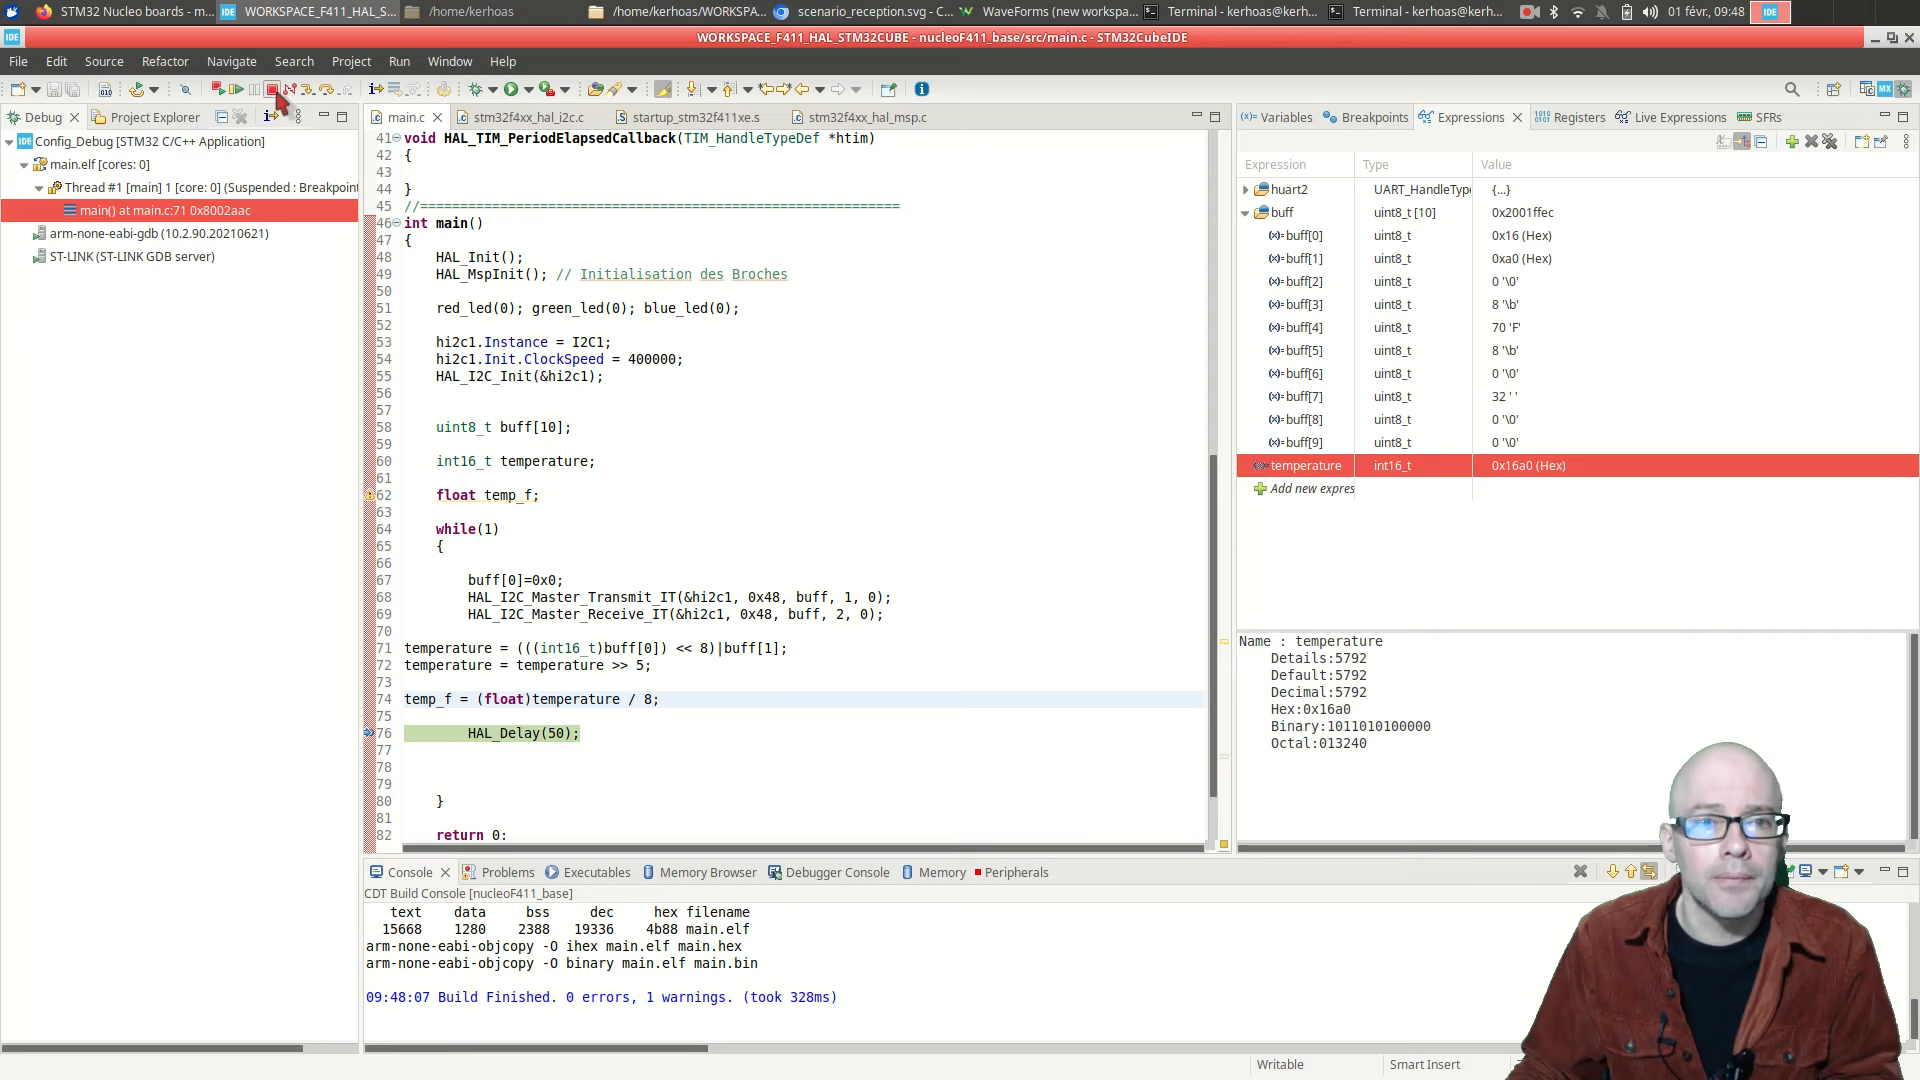 STM32 Nucleo boards - m...
IDE WORKSPACE_F411_HAL_S...
/home/kerhoas
/home/kerhoas/WORKSPA...
scenario_reception.svg - C...
WaveForms (new workspa...
Terminal - kerhoas@kerh...
Terminal - kerhoas@kerh...
01 févr, 09:48
IDE
IDE
WORKSPACE_F411_HAL_STM32CUBE - nucleoF411_base/src/main.c - STM32CubeIDE
File Edit Source Refactor Navigate Search Project Run Window Help
Debug Project Explorer
IDE Config_Debug [STM32 C/C++ Application]
main.elf [cores: 0]
Thread #1 [main] 1 [core: 0] (Suspended : Breakpoint
main() at main.c:71 0x8002aac
arm-none-eabi-gdb (10.2.90.20210621)
ST-LINK (ST-LINK GDB server)
main.c stm32f4xx_hal_i2c.c startup_stm32f411xe.s stm32f4xx_hal_msp.c
41 void HAL_TIM_PeriodElapsedCallback(TIM_HandleTypeDef *htim)
42 {
43
44 }
45 //============================================================
46 int main()
47 {
48 HAL_Init();
49 HAL_MspInit(); // Initialisation des Broches
50
51 red_led(0); green_led(0); blue_led(0);
52
53 hi2c1.Instance = I2C1;
54 hi2c1.Init.ClockSpeed = 400000;
55 HAL_I2C_Init(&hi2c1);
56
57
58 uint8_t buff[10];
59
60 int16_t temperature;
61
62 float temp_f;
63
64 while(1)
65 {
66
67 buff[0]=0x0;
68 HAL_I2C_Master_Transmit_IT(&hi2c1, 0x48, buff, 1, 0);
69 HAL_I2C_Master_Receive_IT(&hi2c1, 0x48, buff, 2, 0);
70
71 temperature = (((int16_t)buff[0]) << 8)|buff[1];
72 temperature = temperature >> 5;
73
74 temp_f = (float)temperature / 8;
75
76 HAL_Delay(50);
77
78
79
80 }
81
82 return 0;
Variables Breakpoints Expressions Registers Live Expressions SFRs
Expression Type Value
huart2 UART_HandleType {...}
buff uint8_t [10] 0x2001ffec
buff[0] uint8_t 0x16 (Hex)
buff[1] uint8_t 0xa0 (Hex)
buff[2] uint8_t 0 '\0'
buff[3] uint8_t 8 '\b'
buff[4] uint8_t 70 'F'
buff[5] uint8_t 8 '\b'
buff[6] uint8_t 0 '\0'
buff[7] uint8_t 32 ' '
buff[8] uint8_t 0 '\0'
buff[9] uint8_t 0 '\0'
temperature int16_t 0x16a0 (Hex)
Add new expres
Name : temperature
Details:5792
Default:5792
Decimal:5792
Hex:0x16a0
Binary:1011010100000
Octal:013240
Console Problems Executables Memory Browser Debugger Console Memory Peripherals
CDT Build Console [nucleoF411_base]
text data bss dec hex filename
15668 1280 2388 19336 4b88 main.elf
arm-none-eabi-objcopy -O ihex main.elf main.hex
arm-none-eabi-objcopy -O binary main.elf main.bin
09:48:07 Build Finished. 0 errors, 1 warnings. (took 328ms)
Writable Smart Insert